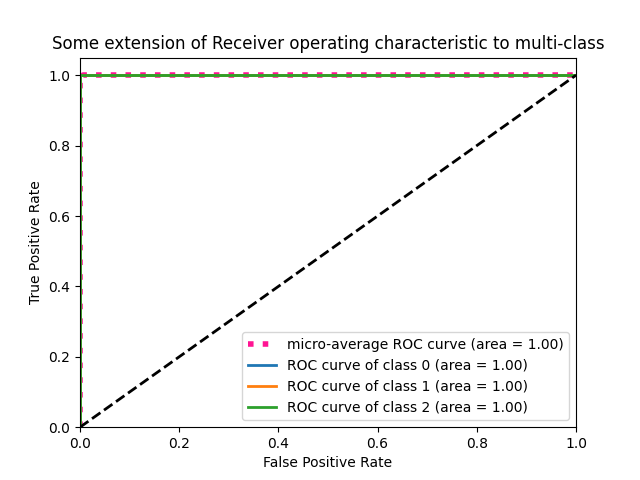 Some extension of Receiver operating characteristic to multi-class
True Positive Rate
1.0
0.8
0.6
0.4
0.2
0.0
micro-average ROC curve (area = 1.00)
ROC curve of class 0 (area = 1.00)
ROC curve of class 1 (area = 1.00)
ROC curve of class 2 (area = 1.00)
0.0 0.2 0.4 0.6 0.8 1.0
False Positive Rate